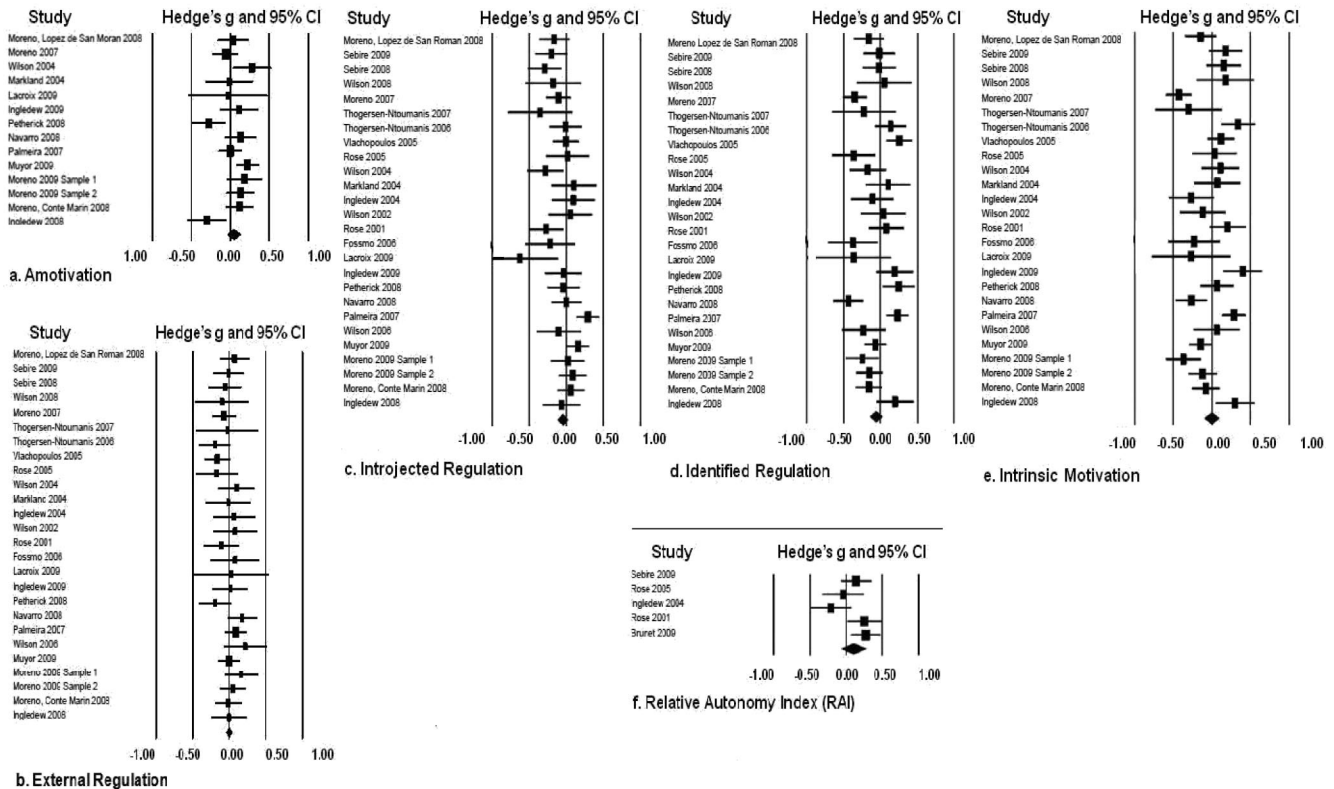 Study Hedge's g and 95% CI
Moreno, Lopez de San Moran 2008
Moreno 2007
Wilson 2004
Markland 2004
Lacroix 2009
Ingledew 2009
Petherick 2008
Navarro 2008
Palmeira 2007
Muyor 2009
Moreno 2009 Sample 1
Moreno 2009 Sample 2
Moreno, Conte Marin 2008
Ingledew 2008
-1.00 -0.50 0.00 0.50 1.00
a. Amotivation
Study Hedge's g and 95% CI
Moreno, Lopez de San Roman 2008
Sebire 2009
Sebire 2008
Wilson 2008
Moreno 2007
Thogersen-Ntoumanis 2007
Thogersen-Ntoumanis 2006
Vlachopoulos 2005
Rose 2005
Wilson 2004
Markland 2004
Ingledew 2004
Wilson 2002
Rose 2001
Fossmo 2006
Lacroix 2009
Ingledew 2009
Petherick 2008
Navarro 2008
Palmeira 2007
Wilson 2006
Muyor 2009
Moreno 2009 Sample 1
Moreno 2009 Sample 2
Moreno, Conte Marin 2008
Ingledew 2008
-1.00 -0.50 0.00 0.50 1.00
b. External Regulation
Study Hedge's g and 95% CI
Moreno, Lopez de San Roman 2008
Sebire 2009
Sebire 2008
Wilson 2008
Moreno 2007
Thogersen-Ntoumanis 2007
Thogersen-Ntoumanis 2006
Vlachopoulos 2005
Rose 2005
Wilson 2004
Markland 2004
Ingledew 2004
Wilson 2002
Rose 2001
Fossmo 2006
Lacroix 2009
Ingledew 2009
Petherick 2008
Navarro 2008
Palmeira 2007
Wilson 2006
Muyor 2009
Moreno 2009 Sample 1
Moreno 2009 Sample 2
Moreno, Conte Marin 2008
Ingledew 2008
-1.00 -0.50 0.00 0.50 1.00
c. Introjected Regulation
Study Hedge's g and 95% CI
Moreno Lopez de San Roman 2008
Sebire 2009
Sebire 2008
Wilson 2008
Moreno 2007
Thogersen-Ntoumanis 2007
Thogersen-Ntoumanis 2006
Vlachopoulos 2005
Rose 2005
Wilson 2004
Markland 2004
Ingledew 2004
Wilson 2002
Rose 2001
Fossmo 2006
Lacroix 2009
Ingledew 2009
Petherick 2008
Navarro 2008
Palmeira 2007
Wilson 2006
Muyor 2009
Moreno 2009 Sample 1
Moreno 2009 Sample 2
Moreno, Conte Marin 2008
Ingledew 2008
-1.00 -0.50 0.00 0.50 1.00
d. Identified Regulation
Study Hedge's g and 95% CI
Moreno, Lopez de San Roman 2008
Sebire 2009
Sebire 2008
Wilson 2008
Moreno 2007
Thogersen-Ntoumanis 2007
Thogersen-Ntoumanis 2006
Vlachopoulos 2005
Rose 2005
Wilson 2004
Markland 2004
Ingledew 2004
Wilson 2002
Rose 2001
Fossmo 2006
Lacroix 2009
Ingledew 2009
Petherick 2008
Navarro 2008
Palmeira 2007
Wilson 2006
Muyor 2009
Moreno 2009 Sample 1
Moreno 2009 Sample 2
Moreno, Conte Marin 2008
Ingledew 2008
-1.00 -0.50 0.00 0.50 1.00
e. Intrinsic Motivation
Study Hedge's g and 95% CI
Sebire 2009
Rose 2005
Ingledew 2004
Rose 2001
Brunet 2009
-1.00 -0.50 0.00 0.50 1.00
f. Relative Autonomy Index (RAI)